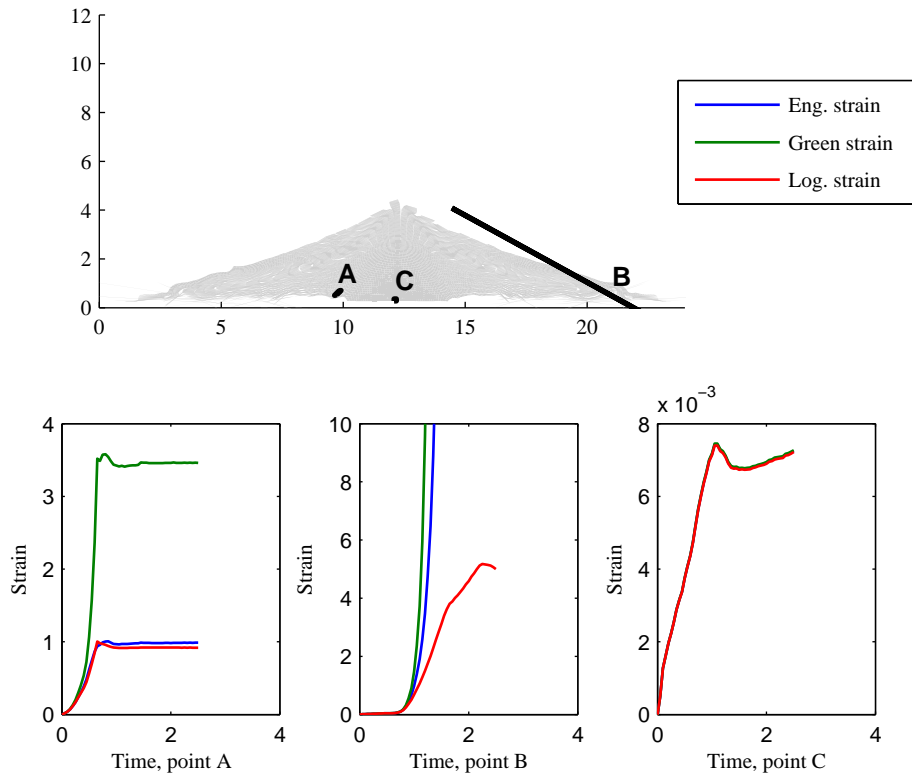 12
10
8
6
4
2
0
0 5 10 15 20
A
C
B
Eng. strain
Green strain
Log. strain
4
3
2
1
0
Strain
0 2 4
Time, point A
10
8
6
4
2
0
Strain
0 2 4
Time, point B
x 10⁻³
8
6
4
2
0
Strain
0 2 4
Time, point C